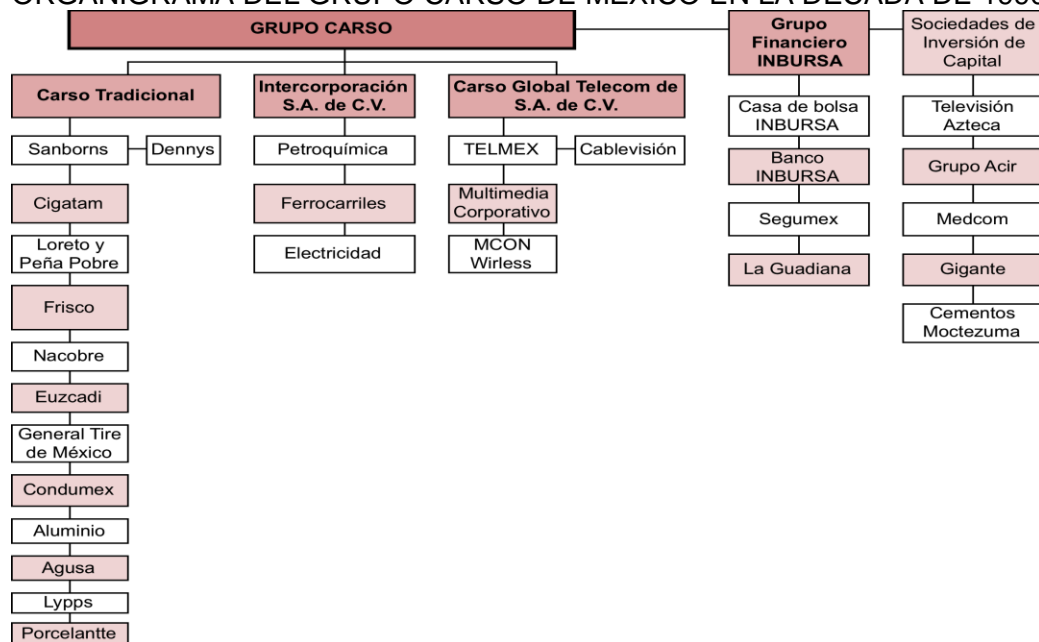 ORGANIGRAMA DEL GRUPO CARSO DE MÉXICO EN LA DÉCADA DE
GRUPO CARSO
Grupo
Financiero
INBURSA
Sociedades de
Inversión de
Capital
Carso Tradicional
Intercorporación
S.A. de C.V.
Carso Global Telecom de
S.A. de C.V.
Casa de bolsa
INBURSA
Televisión
Azteca
Sanborns
Dennys
Petroquímica
TELMEX
Cablevisión
Banco
INBURSA
Grupo Acir
Cigatam
Ferrocarriles
Multimedia
Corporativo
Segumex
Medcom
Loreto y
Peña Pobre
Electricidad
MCON
Wirless
La Guadiana
Gigante
Frisco
Cementos
Moctezuma
Nacobre
Euzcadi
General Tire
de México
Condumex
Aluminio
Agusa
Lypps
Porcelantte